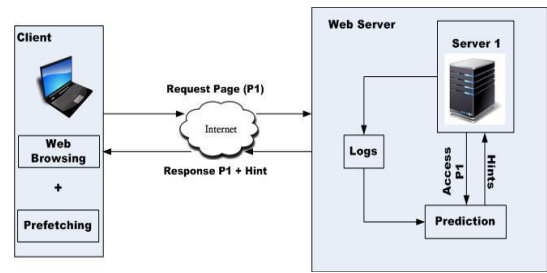 Client
Web
Browsing
+
Prefetching
Request Page (P1)
Internet
Response P1 + Hint
Web Server
Server 1
Logs
Access
P1
Hints
Prediction